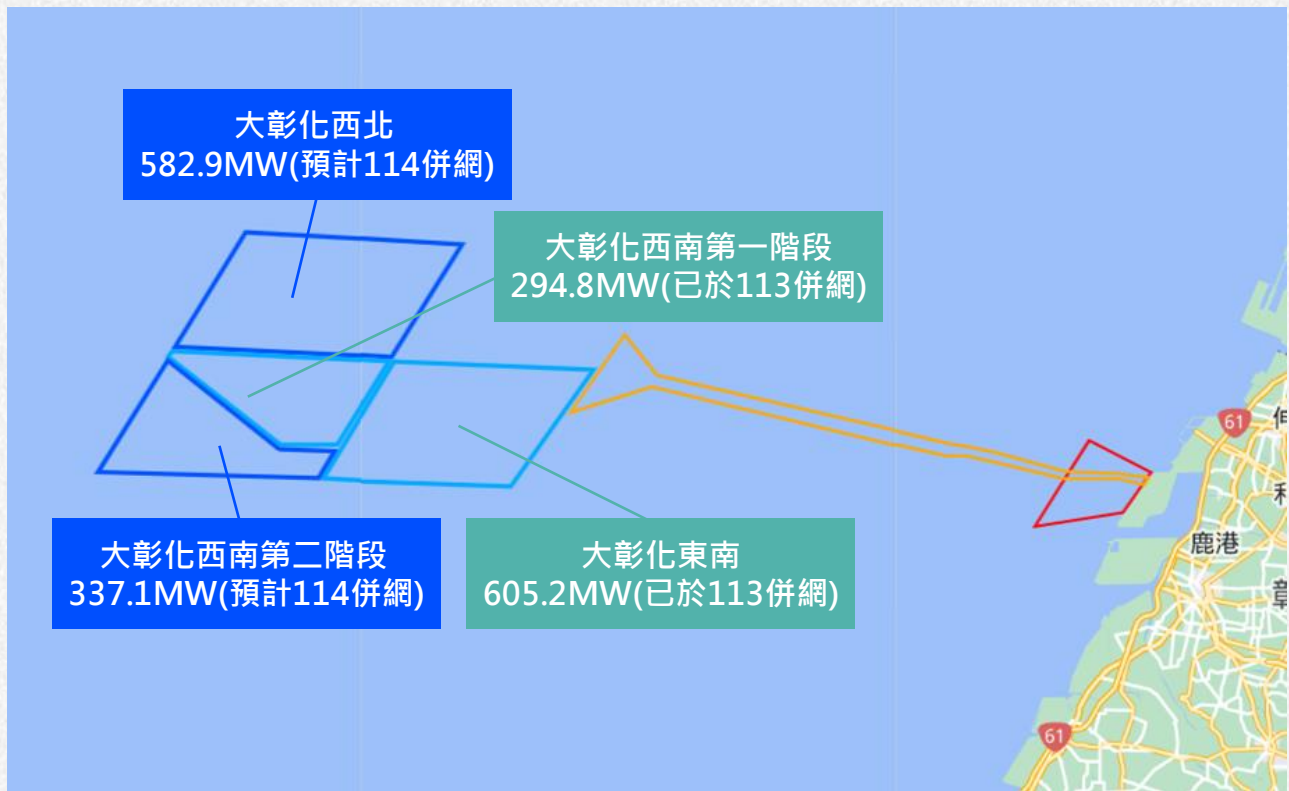 大彰化西北
582.9MW(預計114併網)
大彰化西南第一階段
294.8MW(已於113併網)
大彰化西南第二階段
337.1MW(預計114併網)
大彰化東南
605.2MW(已於113併網)
61
鹿港
61